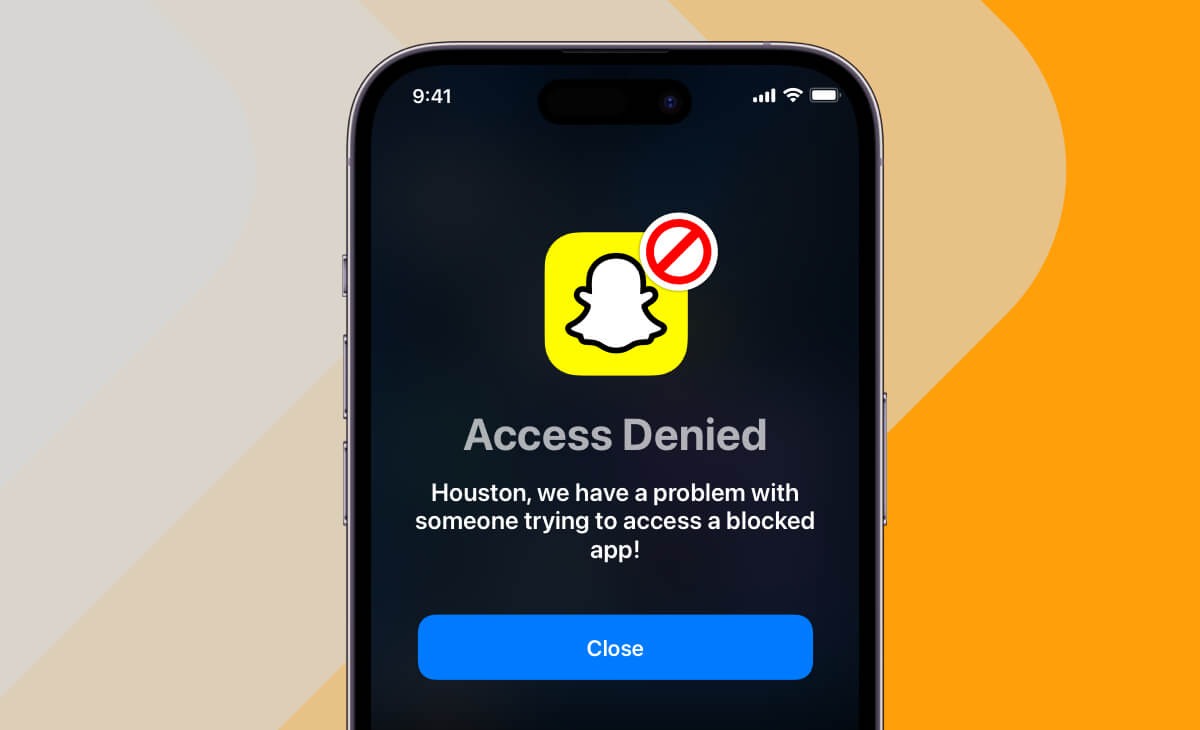 9:41
Access Denied
Houston, we have a problem with
someone trying to access a blocked
app!
Close